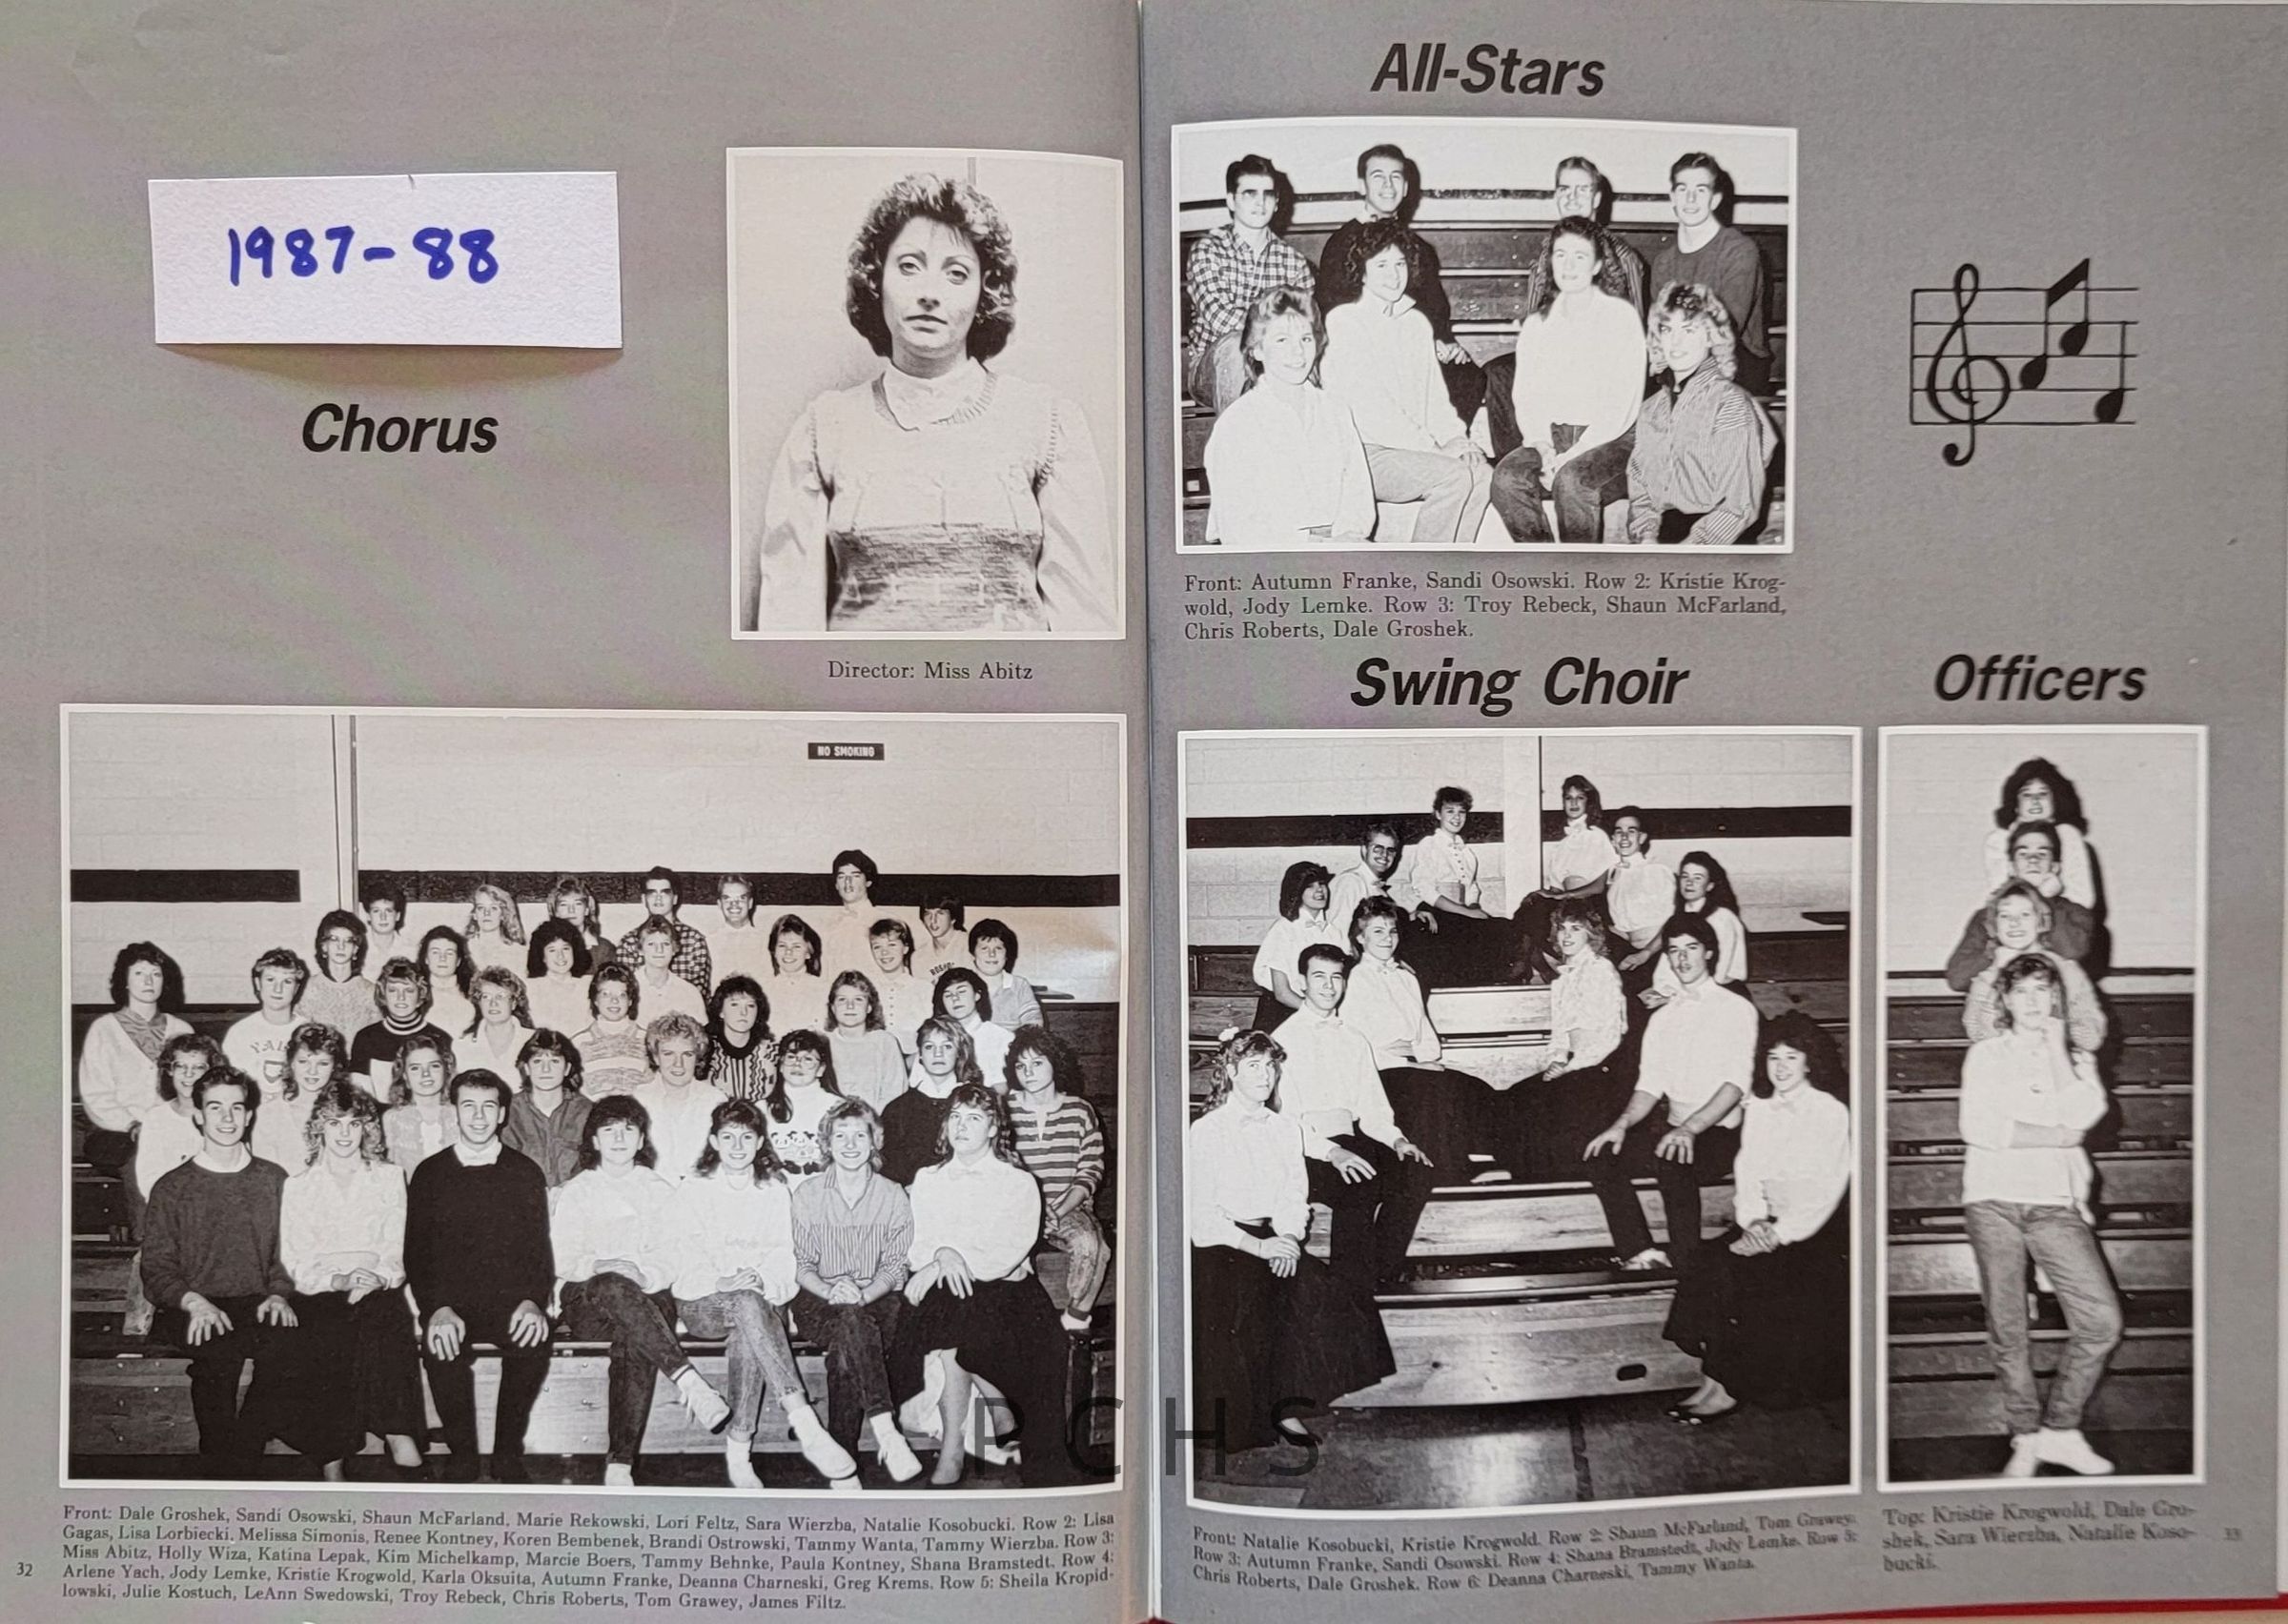 1987-88
Chorus
Director: Miss Abitz
NO SMOKING
YALE
Front: Dale Groshek, Sandi Osowski, Shaun McFarland, Marie Rekowski, Lori Feltz, Sara Wierzba, Natalie Kosobucki. Row 2: Lisa
Gagas, Lisa Lorbiecki, Melissa Simonis, Renee Kontney, Koren Bembenek, Brandi Ostrowski, Tammy Wanta, Tammy Wierzba. Row 3:
Miss Abitz, Holly Wiza, Katina Lepak, Kim Michelkamp, Marcie Boers, Tammy Behnke, Paula Kontney, Shana Bramstedt. Row 4:
Arlene Yach, Jody Lemke, Kristie Krogwold, Karla Oksuita, Autumn Franke, Deanna Charneski, Greg Krems. Row 5: Sheila Kropid-
lowski, Julie Kostuch, LeAnn Swedowski, Troy Rebeck, Chris Roberts, Tom Grawey, James Filtz.
32
All-Stars
Front: Autumn Franke, Sandi Osowski. Row 2: Kristie Krog-
wold, Jody Lemke. Row 3: Troy Rebeck, Shaun McFarland,
Chris Roberts, Dale Groshek.
Swing Choir
Front: Natalie Kosobucki, Kristie Krogwold. Row 2: Shaun McFarland, Tom Grawey.
Row 3: Autumn Franke, Sandi Osowski. Row 4: Shana Bramstedt, Jody Lemke. Row 5:
Chris Roberts, Dale Groshek. Row 6: Deanna Charneski, Tammy Wanta.
Officers
Top: Kristie Krogwold, Dale Gro-
shek, Sara Wierzba, Natalie Koso-
bucki.
33
PCHS